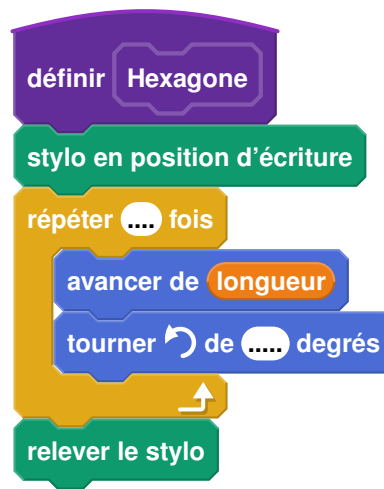 définir Hexagone
stylo en position d'écriture
répéter .... fois
avancer de longueur
tourner de ..... degrés
relever le stylo